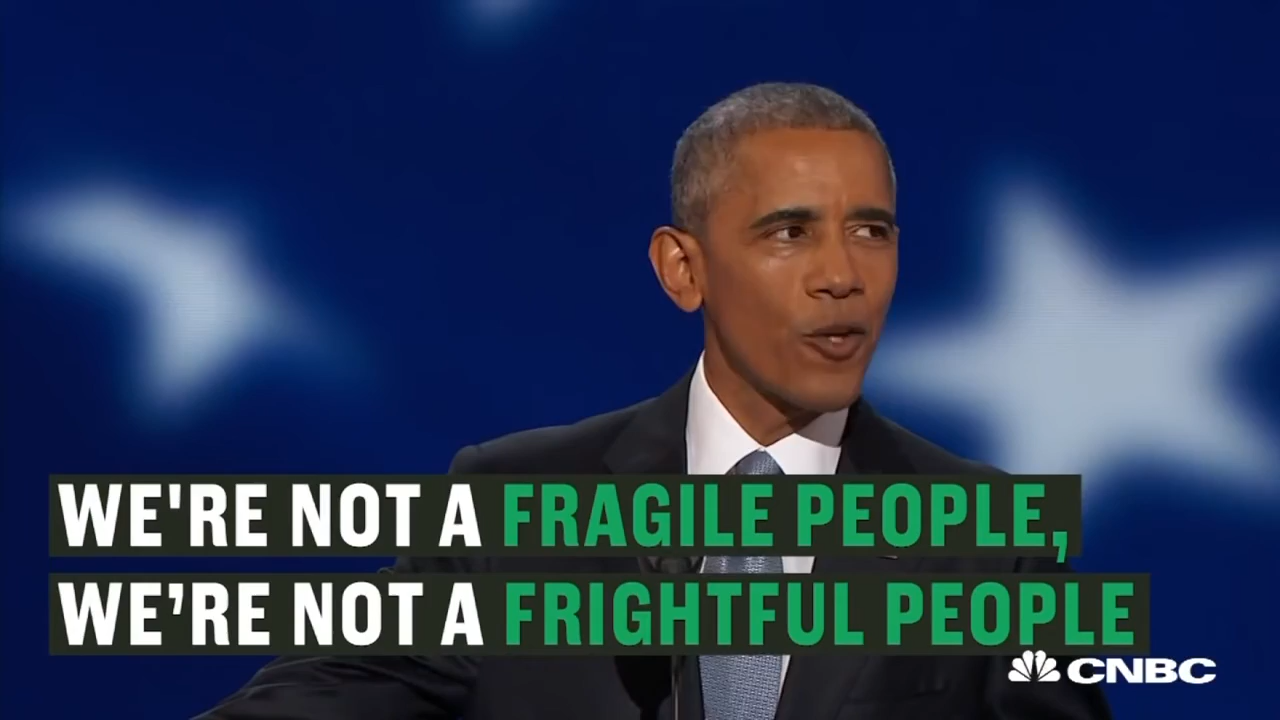 WE'RE NOT A FRAGILE PEOPLE,
WE’RE NOT A FRIGHTFUL PEOPLE
CNBC